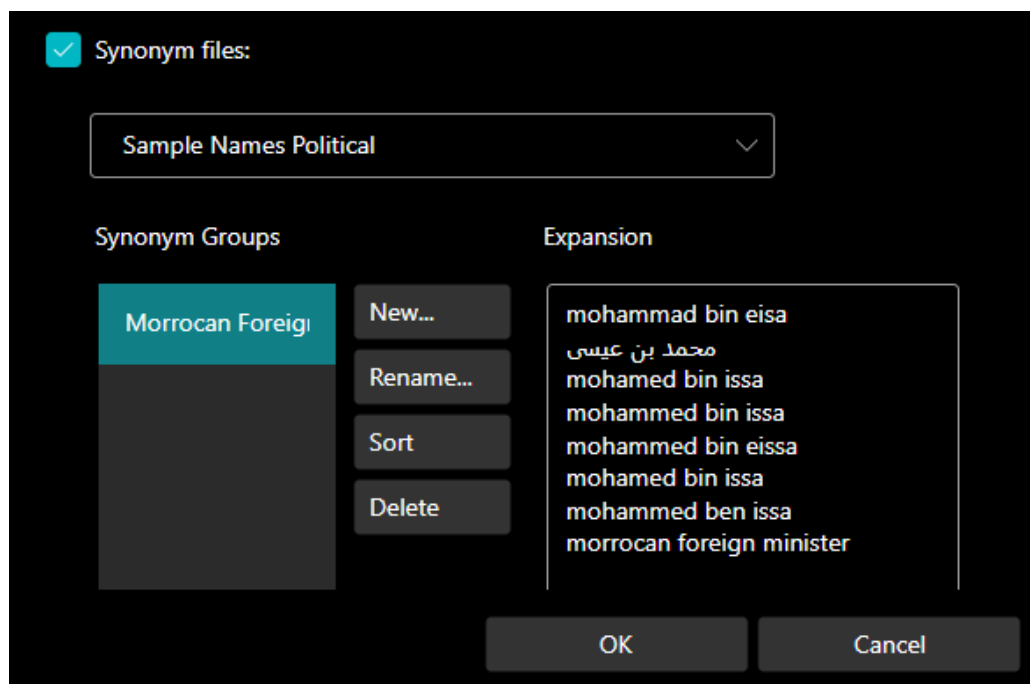 Synonym files:
Sample Names Political
Synonym Groups
Expansion
Morrocan Foreig
New...
Rename...
Sort
Delete
mohammad bin eisa
محمد بن عيسى
mohamed bin issa
mohammed bin issa
mohammed bin eissa
mohamed bin issa
mohammed ben issa
morrocan foreign minister
OK
Cancel